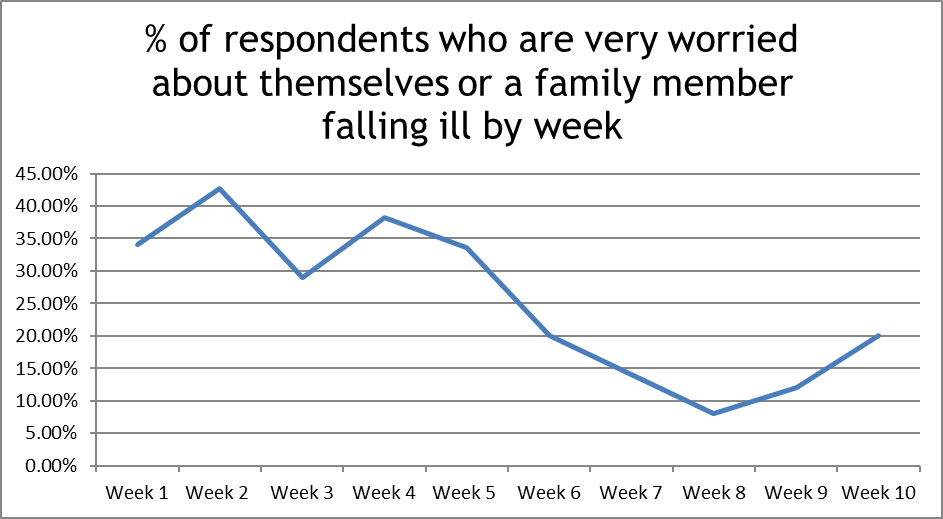 % of respondents who are very worried
about themselves or a family member
falling ill by week
45.00%
40.00%
35.00%
30.00%
25.00%
20.00%
15.00%
10.00%
5.00%
0.00%
Week 1 Week 2 Week 3 Week 4 Week 5 Week 6 Week 7 Week 8 Week 9 Week 10